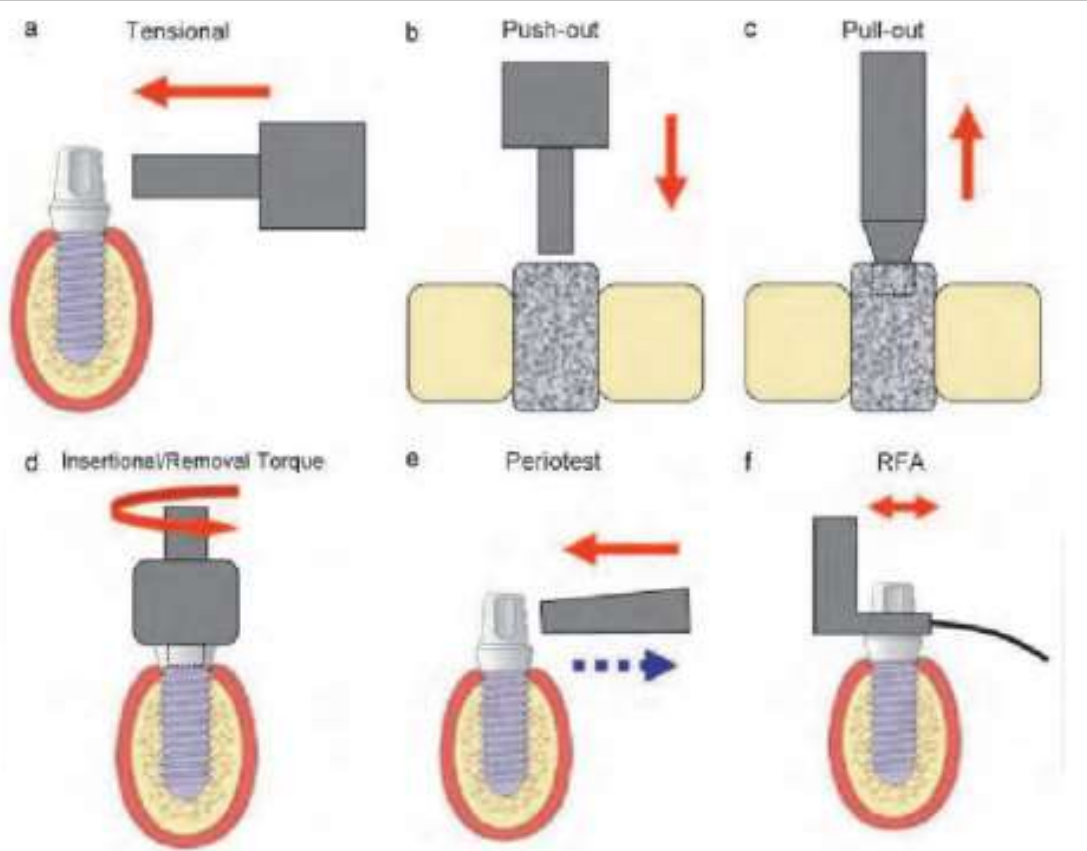 a Tensional
b Push-out
c Pull-out
d Insertional/Removal Torque
e Periotest
f RFA